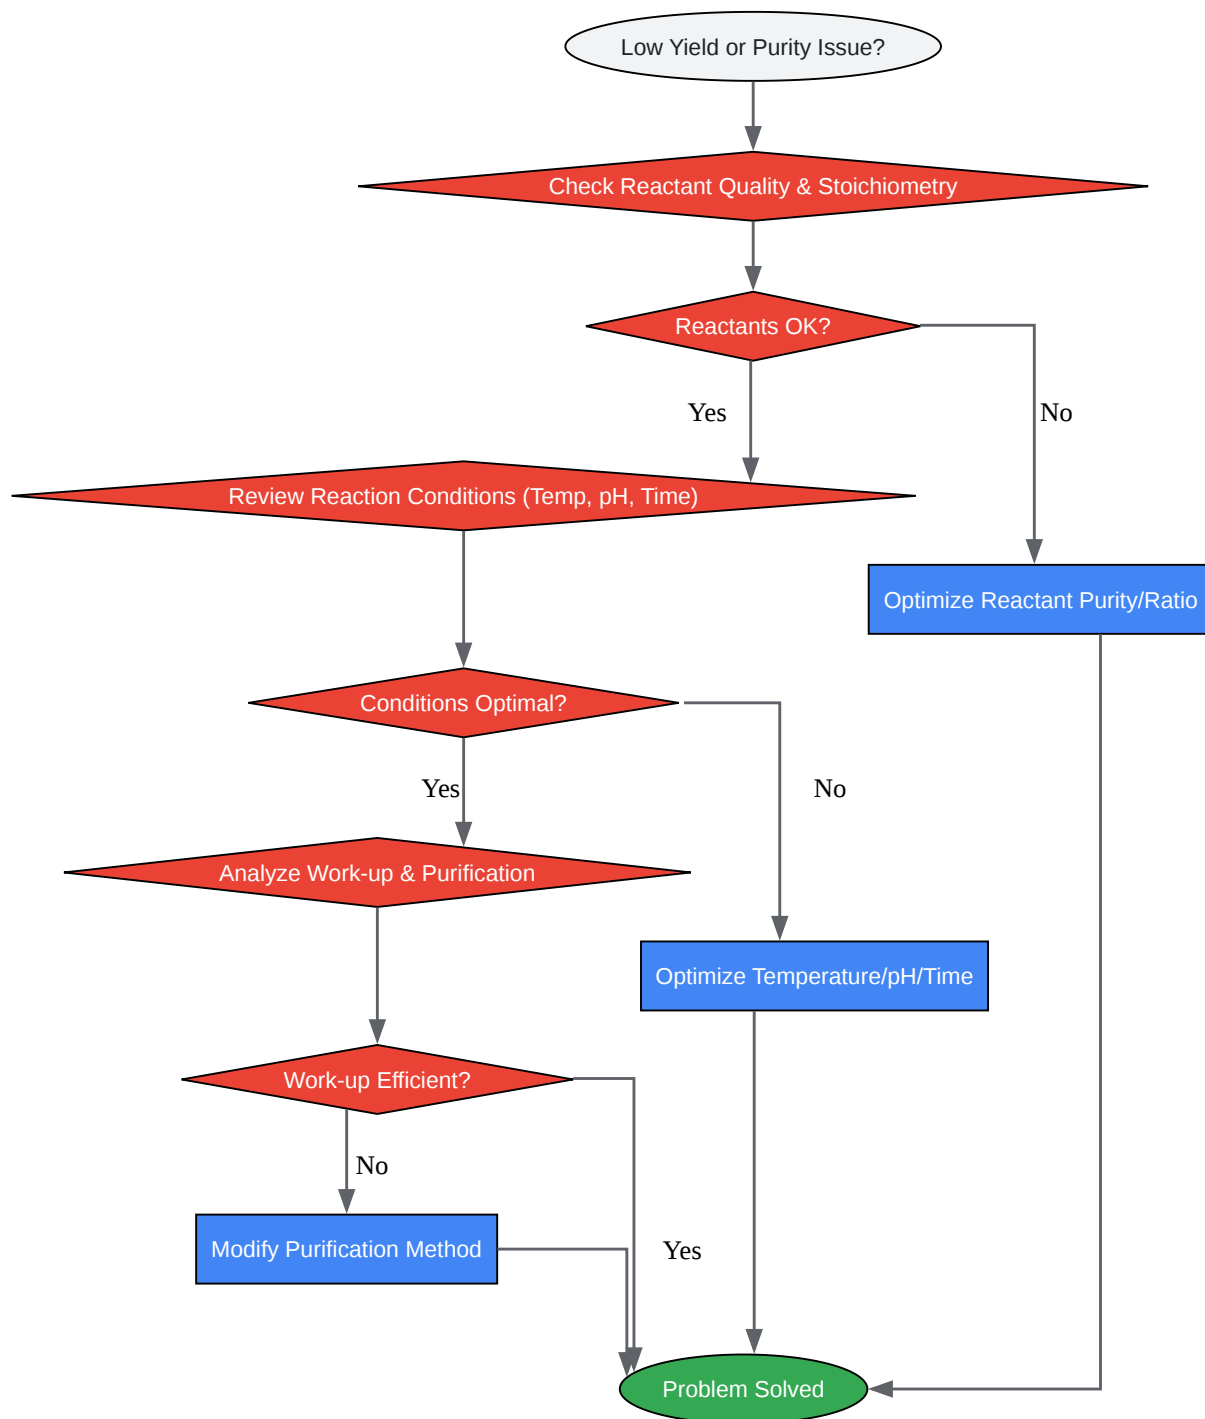 Low Yield or Purity Issue?
Check Reactant Quality & Stoichiometry
Reactants OK?
Yes
No
Review Reaction Conditions (Temp, pH, Time)
Optimize Reactant Purity/Ratio
Conditions Optimal?
Yes
No
Analyze Work-up & Purification
Optimize Temperature/pH/Time
Work-up Efficient?
No
Modify Purification Method
Yes
Problem Solved